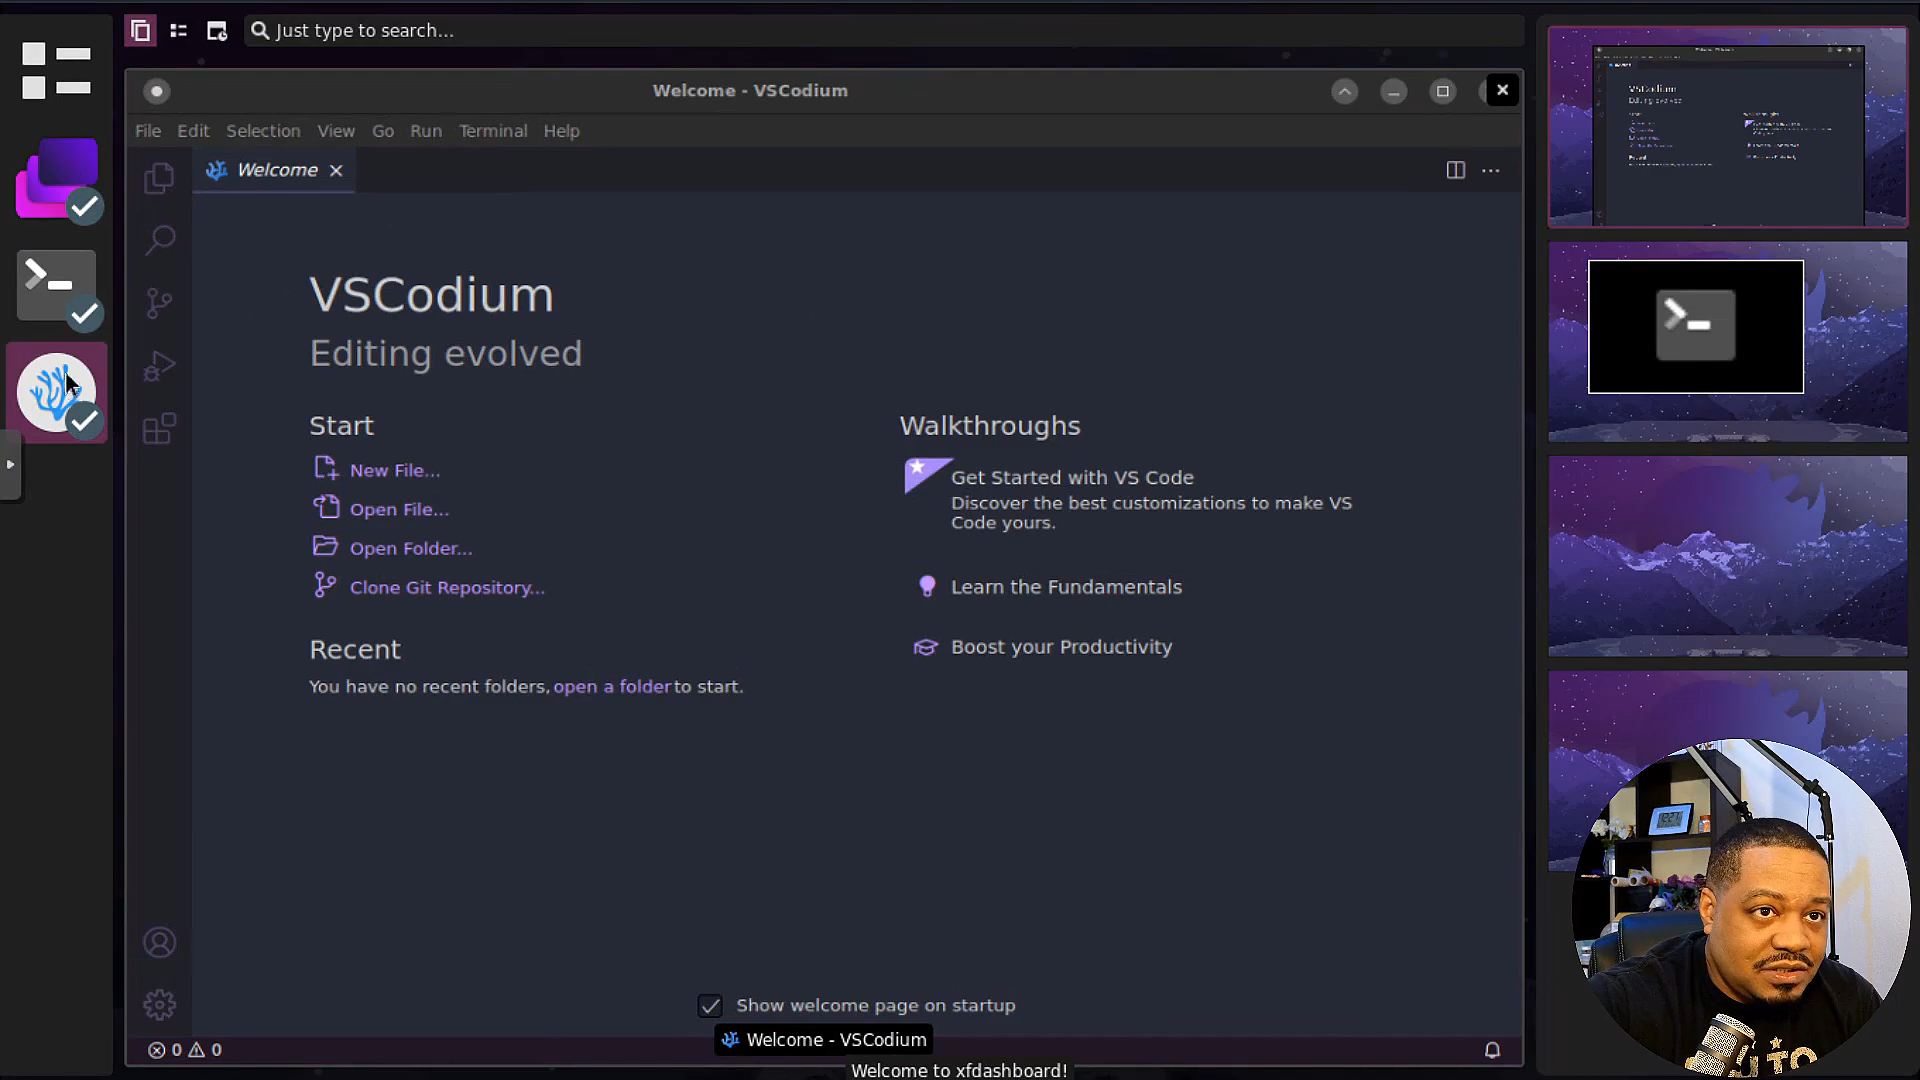 Just type to search...
Welcome - VSCodium
File Edit Selection View Go Run Terminal Help
Welcome
VSCodium
Editing evolved
Start
New File...
Open File...
Open Folder...
Clone Git Repository...
Recent
You have no recent folders, open a folder to start.
Walkthroughs
Get Started with VS Code
Discover the best customizations to make VS
Code yours.
Learn the Fundamentals
Boost your Productivity
Show welcome page on startup
Welcome - VSCodium
0 0
Welcome to xfdashboard!
VSCodium
Editing evolved